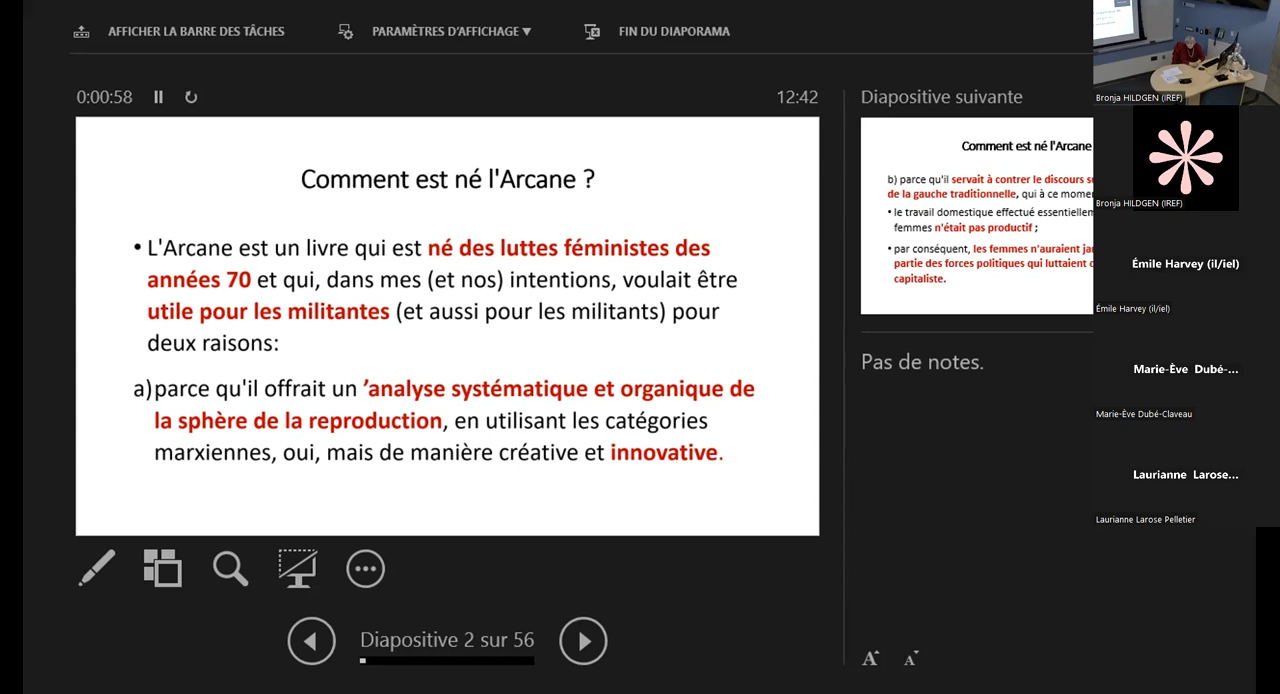 AFFICHER LA BARRE DES TÂCHES
PARAMÈTRES D'AFFICHAGE ▼
FIN DU DIAPORAMA
0:00:58
12:42
Comment est né l'Arcane ?
• L'Arcane est un livre qui est né des luttes féministes des
années 70 et qui, dans mes (et nos) intentions, voulait être
utile pour les militantes (et aussi pour les militants) pour
deux raisons:
a)parce qu'il offrait un ’analyse systématique et organique de
la sphère de la reproduction, en utilisant les catégories
marxiennes, oui, mais de manière créative et innovative.
Diapositive 2 sur 56
Diapositive suivante
Comment est né l'Arcane
b) parce qu'il servait à contrer le discours s
de la gauche traditionnelle, qui à ce mome
• le travail domestique effectué essentiellem
femmes n'était pas productif ;
• par conséquent, les femmes n'auraient ja
partie des forces politiques qui luttaient
capitaliste.
Pas de notes.
A A
Bronja HILDGEN (iREF)
Bronja HILDGEN (IREF)
Émile Harvey (il/iel)
Émile Harvey (il/iel)
Marie-Ève Dubé-...
Marie-Ève Dubé-Claveau
Laurianne Larose...
Laurianne Larose Pelletier